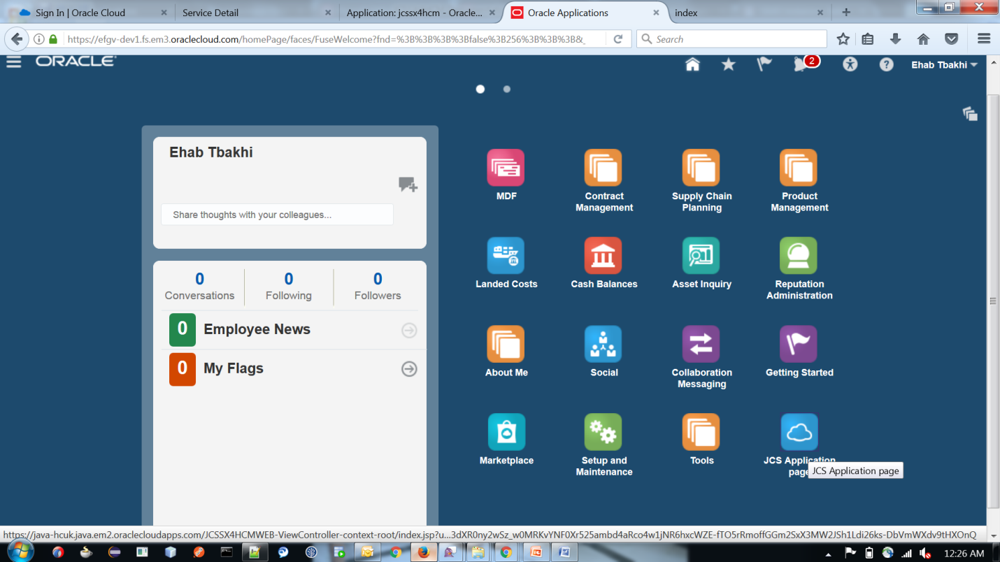 Sign In | Oracle Cloud
Service Detail
Application: jcssx4hcm - Oracle...
Oracle Applications
index
https://efgv-dev1.fs.em3.oraclecloud.com/homePage/faces/FuseWelcome?fnd=%3B%3B%3B%3Bfalse%3B256%3B%3B%3B&_
Search
ORACLE
2
Ehab Tbakhi
Ehab Tbakhi
Share thoughts with your colleagues...
0
0
0
Conversations
Following
Followers
0 Employee News
0 My Flags
MDF
Contract
Management
Supply Chain
Planning
Product
Management
Landed Costs
Cash Balances
Asset Inquiry
Reputation
Administration
About Me
Social
Collaboration
Messaging
Getting Started
Marketplace
Setup and
Maintenance
Tools
JCS Application
page
JCS Application page
https://java-hcuk.java.em2.oraclecloudapps.com/JCSSX4HCMWEB-ViewController-context-root/index.jsp?u...3dXR0ny2wSz_w0MRKvYNF0Xr525ambd4aRco4w1jNR6hxcWZE-fTO5rRmoffGGm2SxX3MW2JSh1Ldi26ks-DbVmWXdv9tHXOnQ
12:26 AM